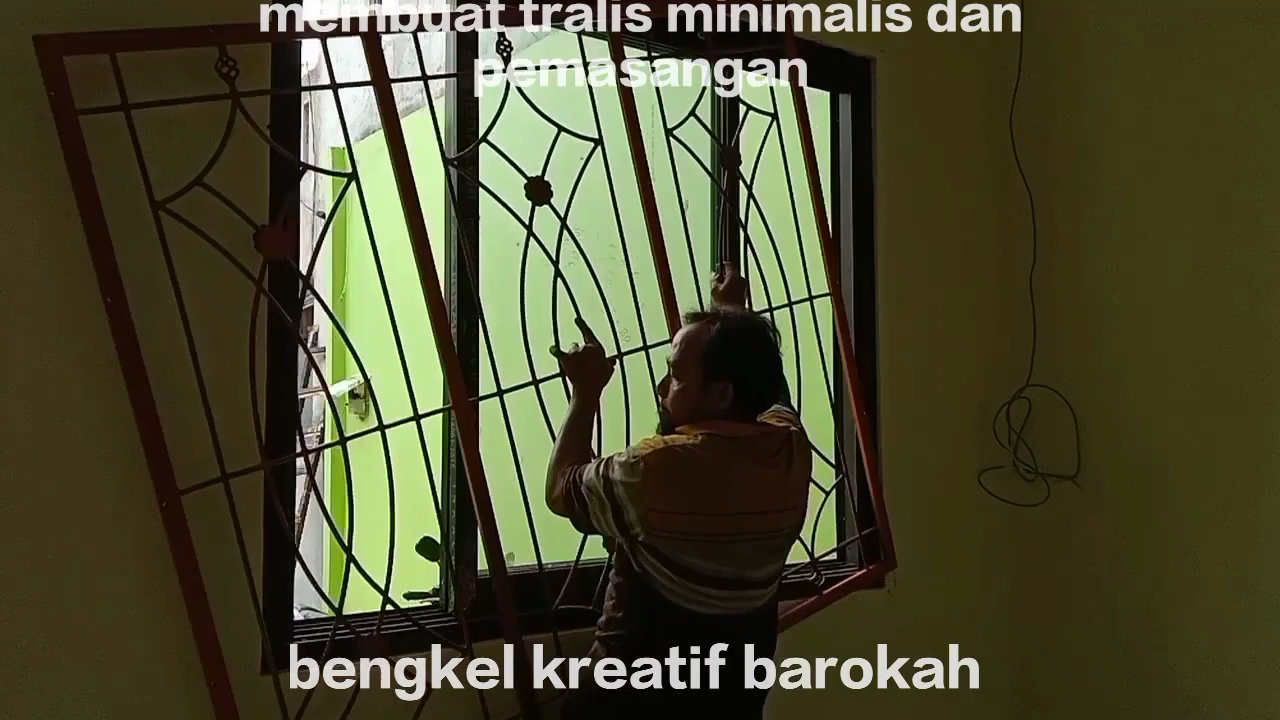 membuat tralis minimalis dan
pemasangan
bengkel kreatif barokah